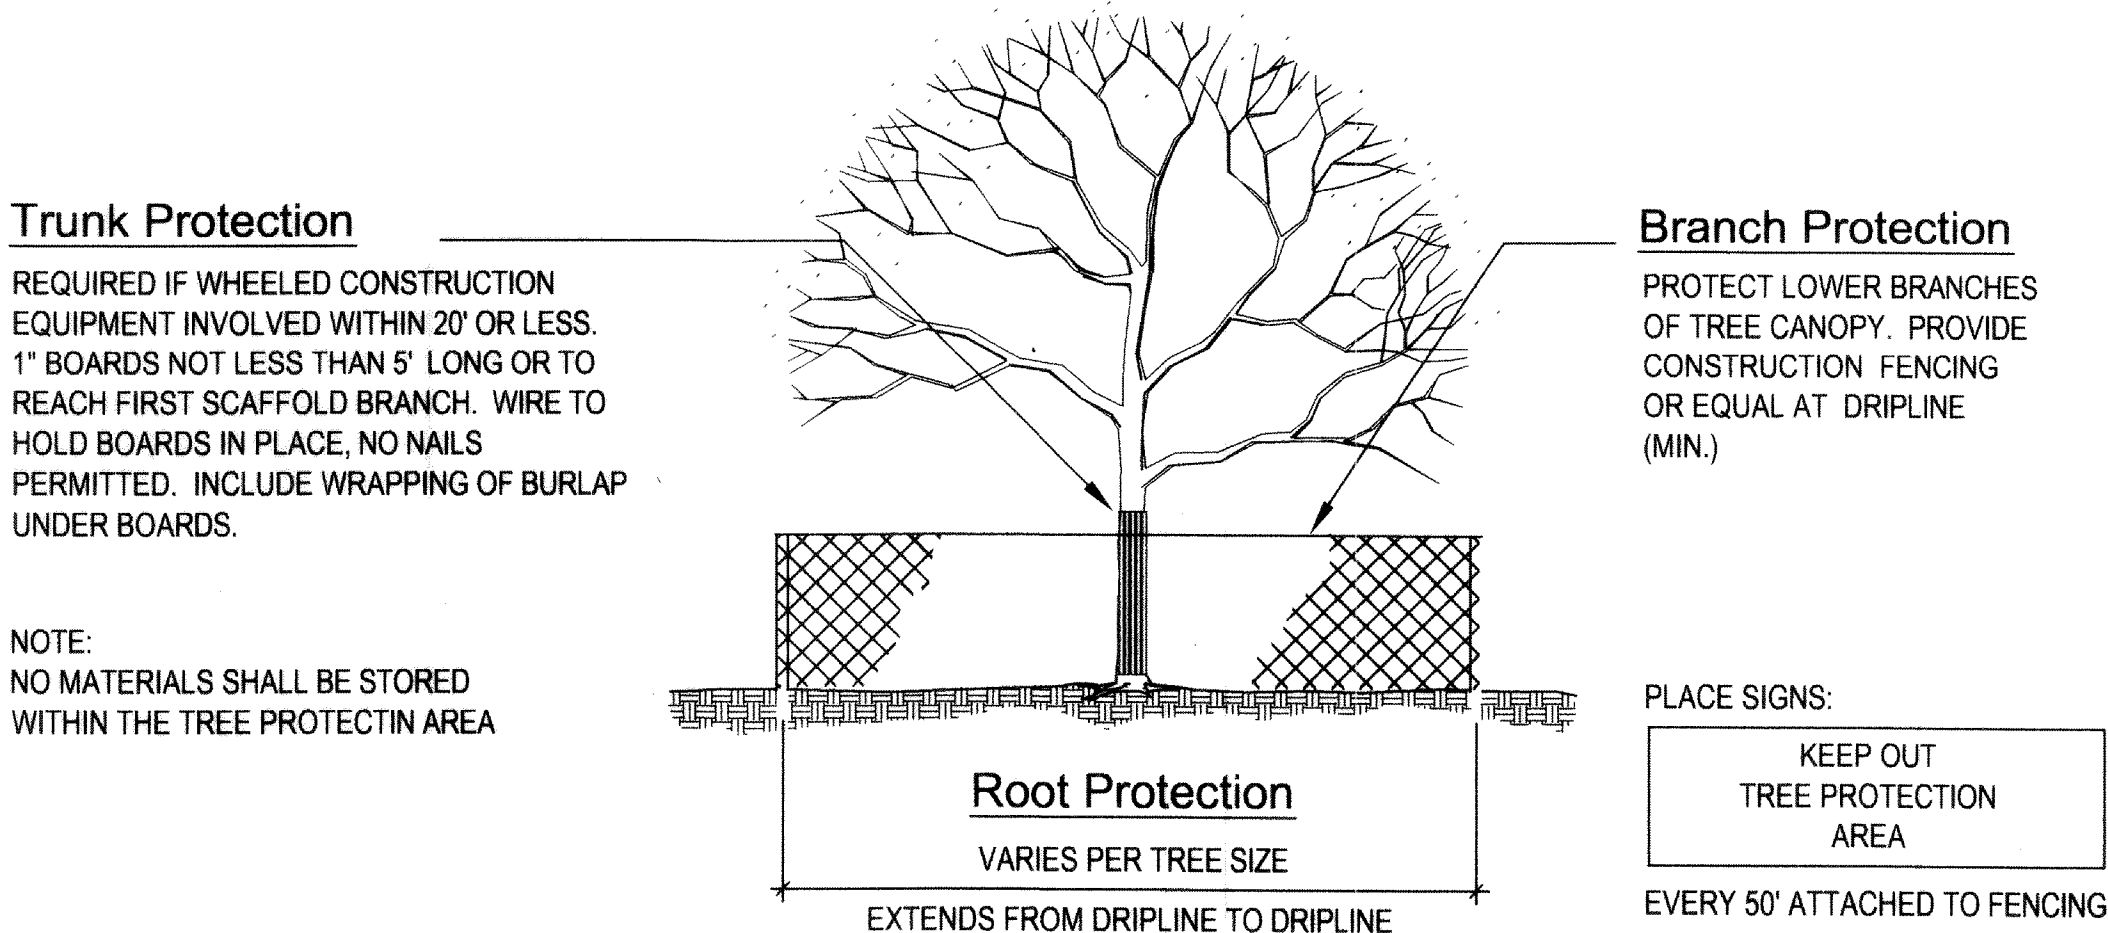 Trunk Protection
REQUIRED IF WHEELED CONSTRUCTION
EQUIPMENT INVOLVED WITHIN 20' OR LESS.
1" BOARDS NOT LESS THAN 5' LONG OR TO
REACH FIRST SCAFFOLD BRANCH. WIRE TO
HOLD BOARDS IN PLACE, NO NAILS
PERMITTED. INCLUDE WRAPPING OF BURLAP
UNDER BOARDS.
NOTE:
NO MATERIALS SHALL BE STORED
WITHIN THE TREE PROTECTIN AREA
Root Protection
VARIES PER TREE SIZE
EXTENDS FROM DRIPLINE TO DRIPLINE
Branch Protection
PROTECT LOWER BRANCHES
OF TREE CANOPY. PROVIDE
CONSTRUCTION FENCING
OR EQUAL AT DRIPLINE
(MIN.)
PLACE SIGNS:
KEEP OUT
TREE PROTECTION
AREA
EVERY 50' ATTACHED TO FENCING